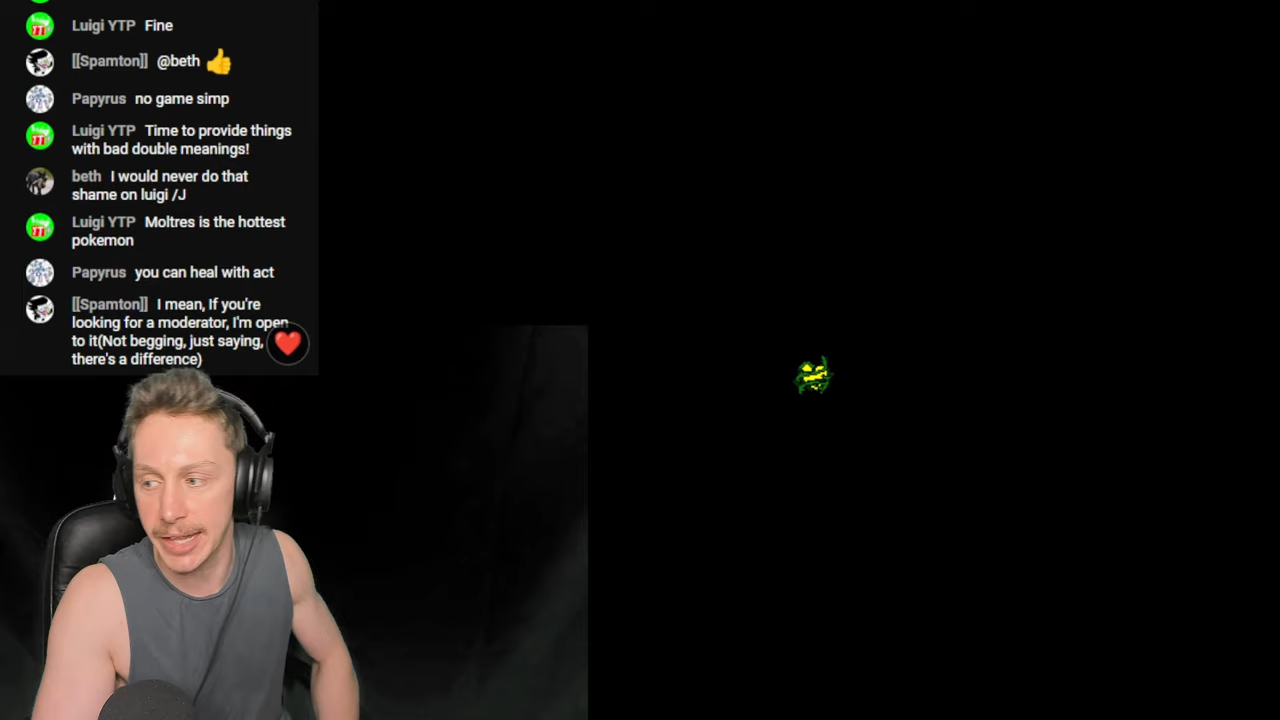 Luigi YTP Fine
[[Spamton]] @beth 👍
Papyrus no game simp
Luigi YTP Time to provide things
with bad double meanings!
beth I would never do that
shame on luigi /J
Luigi YTP Moltres is the hottest
pokemon
Papyrus you can heal with act
[[Spamton]] I mean, If you're
looking for a moderator, I'm open
to it(Not begging, just saying,
there's a difference)